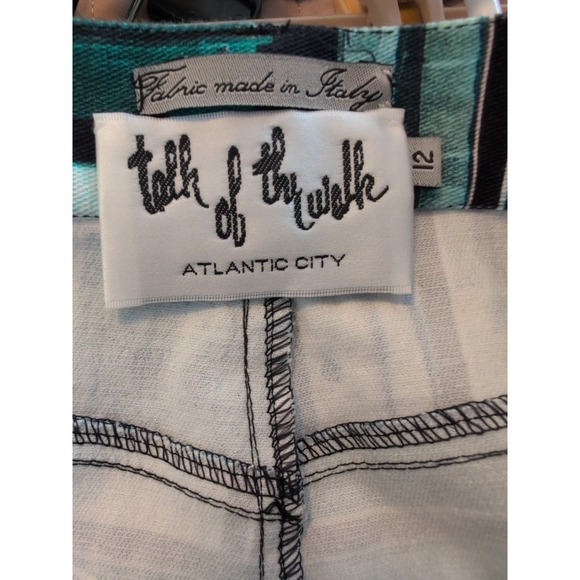 Fabric made in Italy
talk
of the walk
ATLANTIC CITY
12